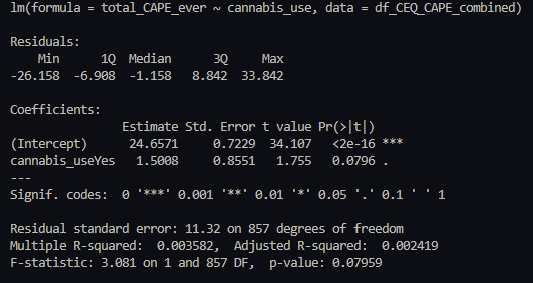 lm(formula = total_CAPE_ever ~ cannabis_use, data = df_CEQ_CAPE_combined)
Residuals:
Min 1Q Median 3Q Max
-26.158 -6.908 -1.158 8.842 33.842
Coefficients:
Estimate Std. Error t value Pr(>|t|)
(Intercept) 24.6571 0.7229 34.107 <2e-16 ***
cannabis_useYes 1.5008 0.8551 1.755 0.0796 .
---
Signif. codes: 0 '***' 0.001 '**' 0.01 '*' 0.05 '.' 0.1 ' ' 1
Residual standard error: 11.32 on 857 degrees of freedom
Multiple R-squared: 0.003582, Adjusted R-squared: 0.002419
F-statistic: 3.081 on 1 and 857 DF, p-value: 0.07959